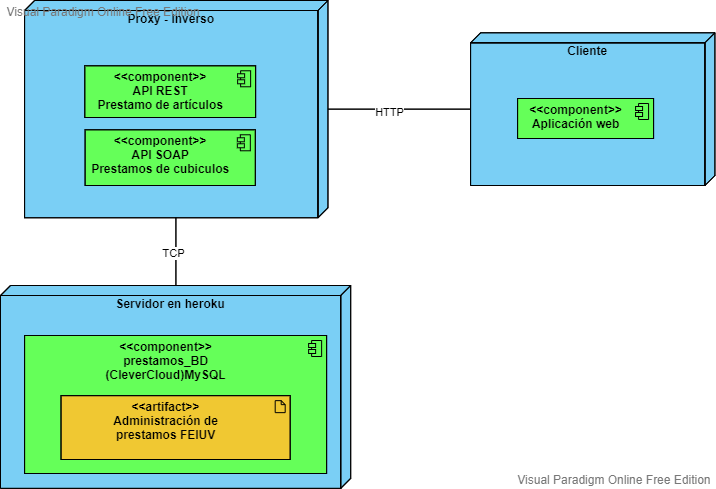 Visual Paradigm Online Free Edition
Proxy - Inverso
<<component>>
API REST
Prestamo de artículos
<<component>>
API SOAP
Prestamos de cubiculos
HTTP
Cliente
<<component>>
Aplicación web
TCP
Servidor en heroku
<<component>>
prestamos_BD
(CleverCloud)MySQL
<<artifact>>
Administración de
prestamos FEIUV
Visual Paradigm Online Free Edition